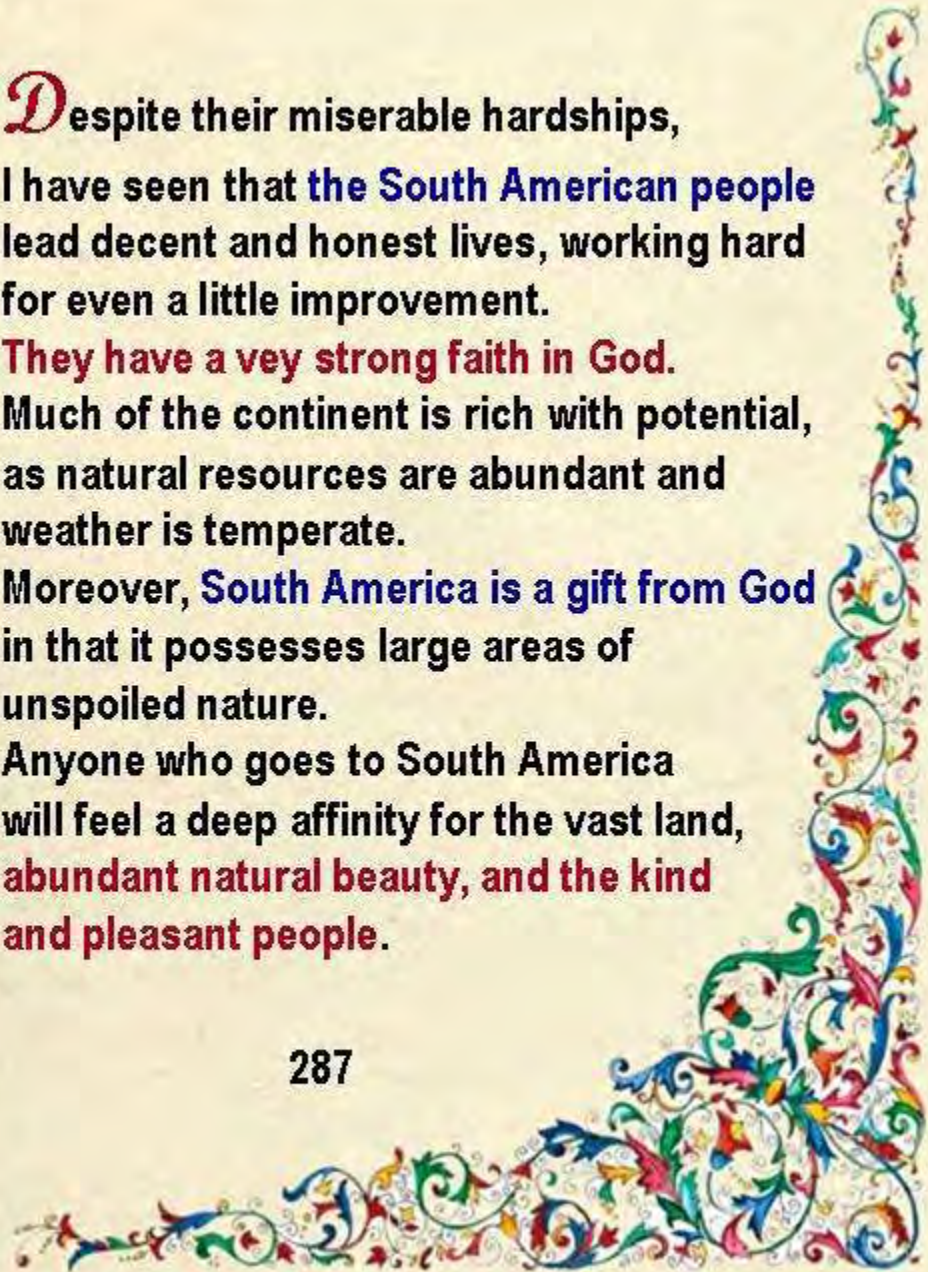 Despite their miserable hardships,
I have seen that the South American people
lead decent and honest lives, working hard
for even a little improvement.
They have a vey strong faith in God.
Much of the continent is rich with potential,
as natural resources are abundant and
weather is temperate.
Moreover, South America is a gift from God
in that it possesses large areas of
unspoiled nature.
Anyone who goes to South America
will feel a deep affinity for the vast land,
abundant natural beauty, and the kind
and pleasant people.
287